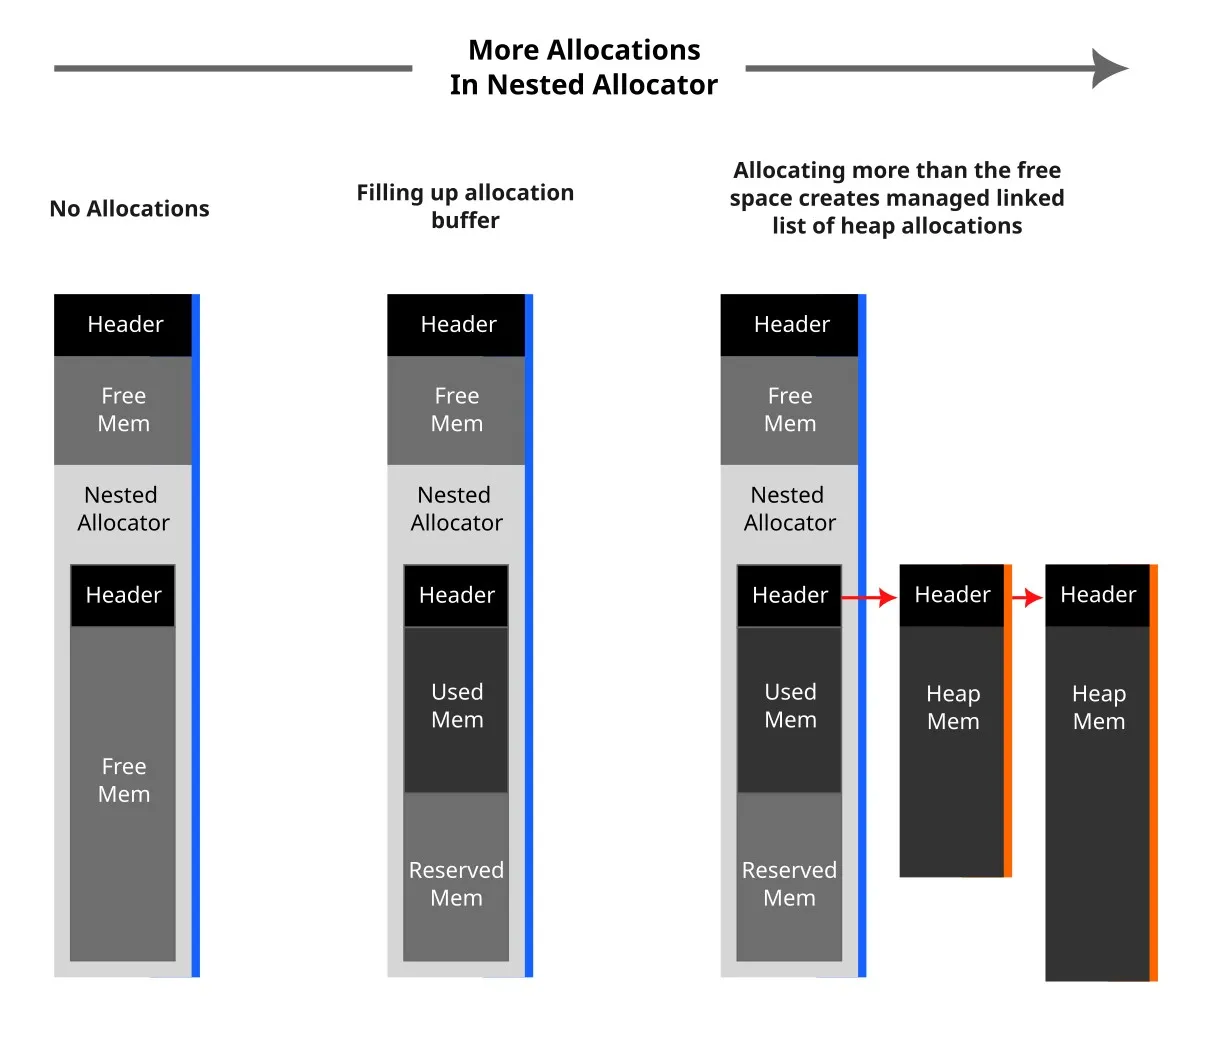 More Allocations
In Nested Allocator
No Allocations
Filling up allocation
buffer
Allocating more than the free
space creates managed linked
list of heap allocations
Header
Free
Mem
Nested
Allocator
Header
Free
Mem
Header
Free
Mem
Nested
Allocator
Header
Used
Mem
Reserved
Mem
Header
Free
Mem
Nested
Allocator
Header
Used
Mem
Reserved
Mem
Header
Heap
Mem
Header
Heap
Mem